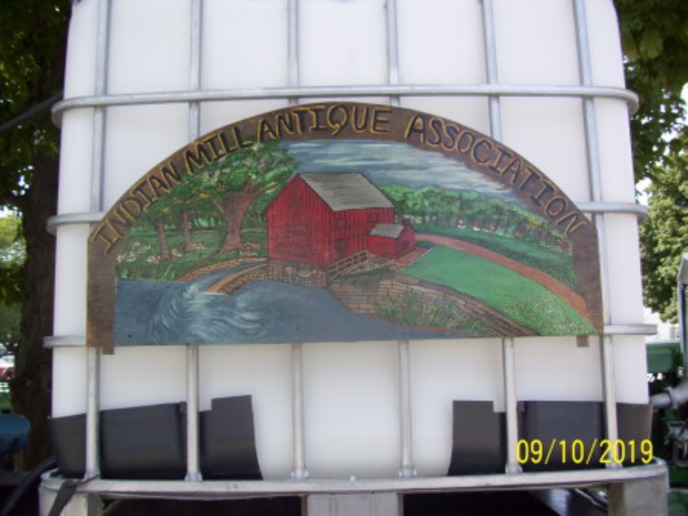 INDIAN MILL ANTIQUE ASSOCIATION
09/10/2019